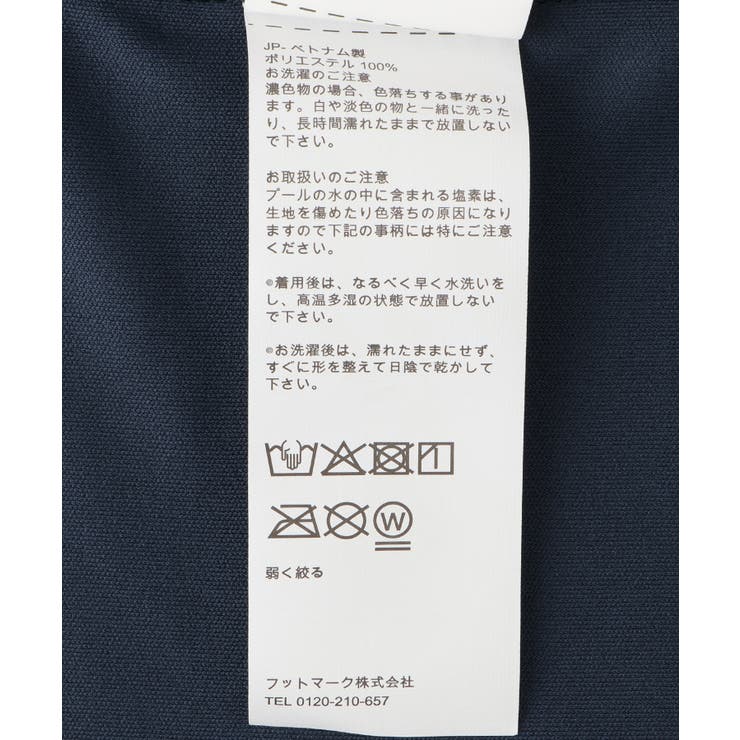 JP- ベトナム製
ポリエステル 100%
お洗濯のご注意
濃色物の場合、色落ちする事があり
ます。白や淡色の物と一緒に洗った
り、長時間濡れたままで放置しない
で下さい。
お取扱いのご注意
プールの水の中に含まれる塩素は、
生地を傷めたり色落ちの原因になり
ますので下記の事柄には特にご注意
ください。
◉着用後は、なるべく早く水洗いを
し、高温多湿の状態で放置しない
で下さい。
◉お洗濯後は、濡れたままにせず、
すぐに形を整えて日陰で乾かして
下さい。
W
弱く絞る
フットマーク株式会社
TEL 0120-210-657